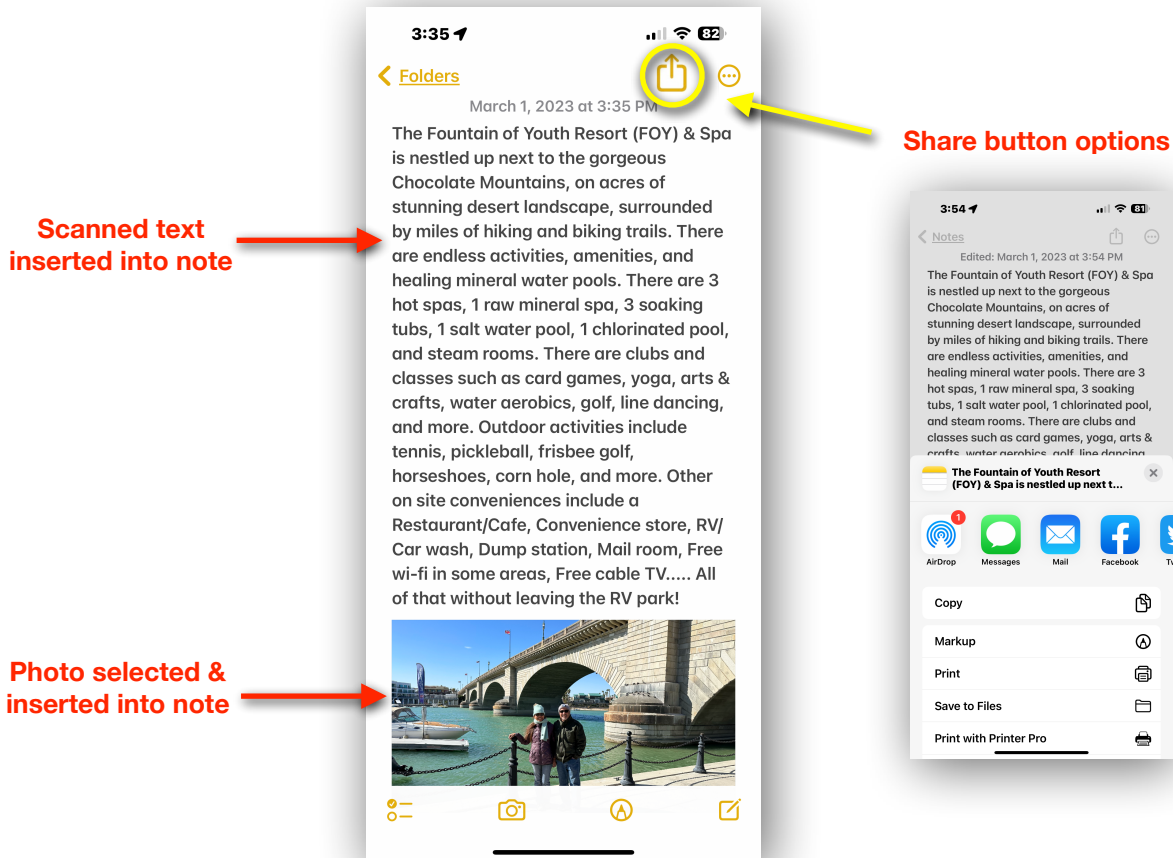 3:35
82
Folders
March 1, 2023 at 3:35 PM
The Fountain of Youth Resort (FOY) & Spa
is nestled up next to the gorgeous
Chocolate Mountains, on acres of
stunning desert landscape, surrounded
by miles of hiking and biking trails. There
are endless activities, amenities, and
healing mineral water pools. There are 3
hot spas, 1 raw mineral spa, 3 soaking
tubs, 1 salt water pool, 1 chlorinated pool,
and steam rooms. There are clubs and
classes such as card games, yoga, arts &
crafts, water aerobics, golf, line dancing,
and more. Outdoor activities include
tennis, pickleball, frisbee golf,
horseshoes, corn hole, and more. Other
on site conveniences include a
Restaurant/Cafe, Convenience store, RV/
Car wash, Dump station, Mail room, Free
wi-fi in some areas, Free cable TV..... All
of that without leaving the RV park!
Scanned text
inserted into note
Photo selected &
inserted into note
Share button options
3:54
81
Notes
Edited: March 1, 2023 at 3:54 PM
The Fountain of Youth Resort (FOY) & Spa
is nestled up next to the gorgeous
Chocolate Mountains, on acres of
stunning desert landscape, surrounded
by miles of hiking and biking trails. There
are endless activities, amenities, and
healing mineral water pools. There are 3
hot spas, 1 raw mineral spa, 3 soaking
tubs, 1 salt water pool, 1 chlorinated pool,
and steam rooms. There are clubs and
classes such as card games, yoga, arts &
crafts, water aerobics, golf, line dancing
The Fountain of Youth Resort
(FOY) & Spa is nestled up next t...
1
AirDrop
Messages
Mail
Facebook
Tw
Copy
Markup
Print
Save to Files
Print with Printer Pro